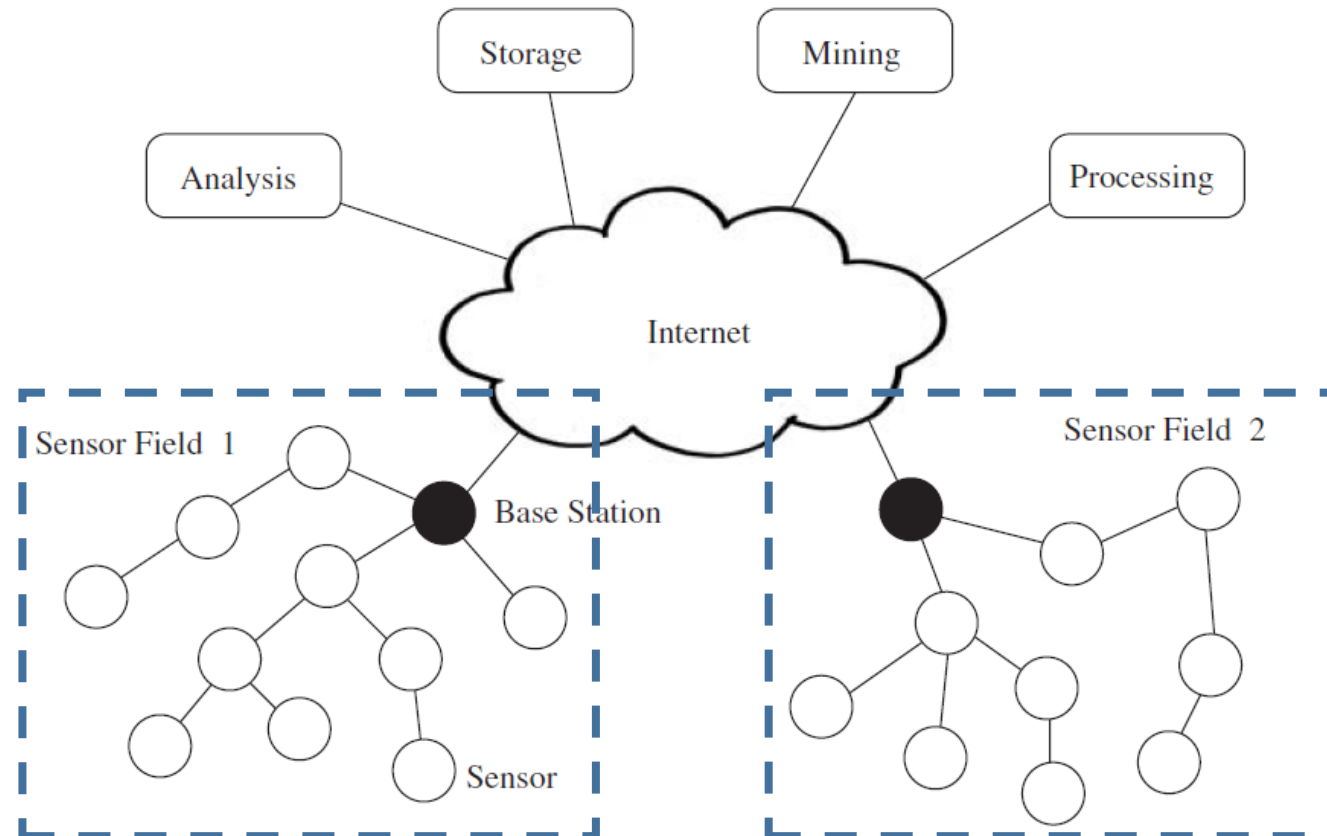 Storage
Mining
Analysis
Processing
Internet
Sensor Field 1
Sensor Field 2
Base Station
Sensor